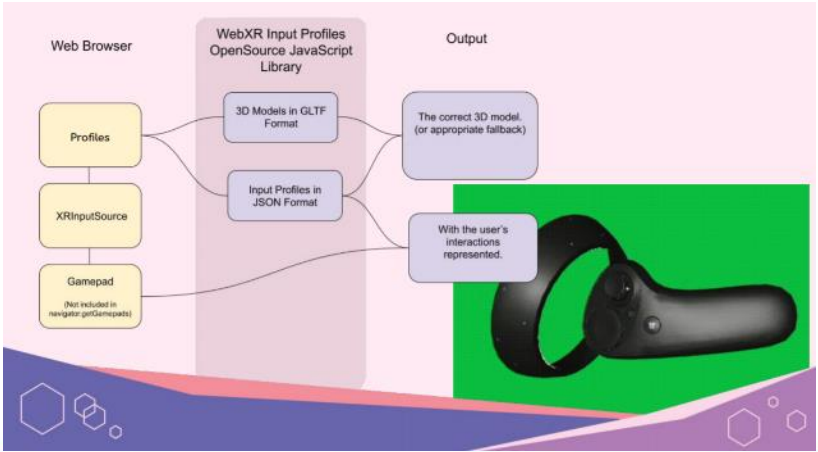 Web Browser
WebXR Input Profiles
OpenSource JavaScript
Library
Output
Profiles
XRInputSource
Gamepad
(Not included in
navigator.getGamepads)
3D Models in GLTF
Format
Input Profiles in
JSON Format
The correct 3D model.
(or appropriate fallback)
With the user's
interactions
represented.